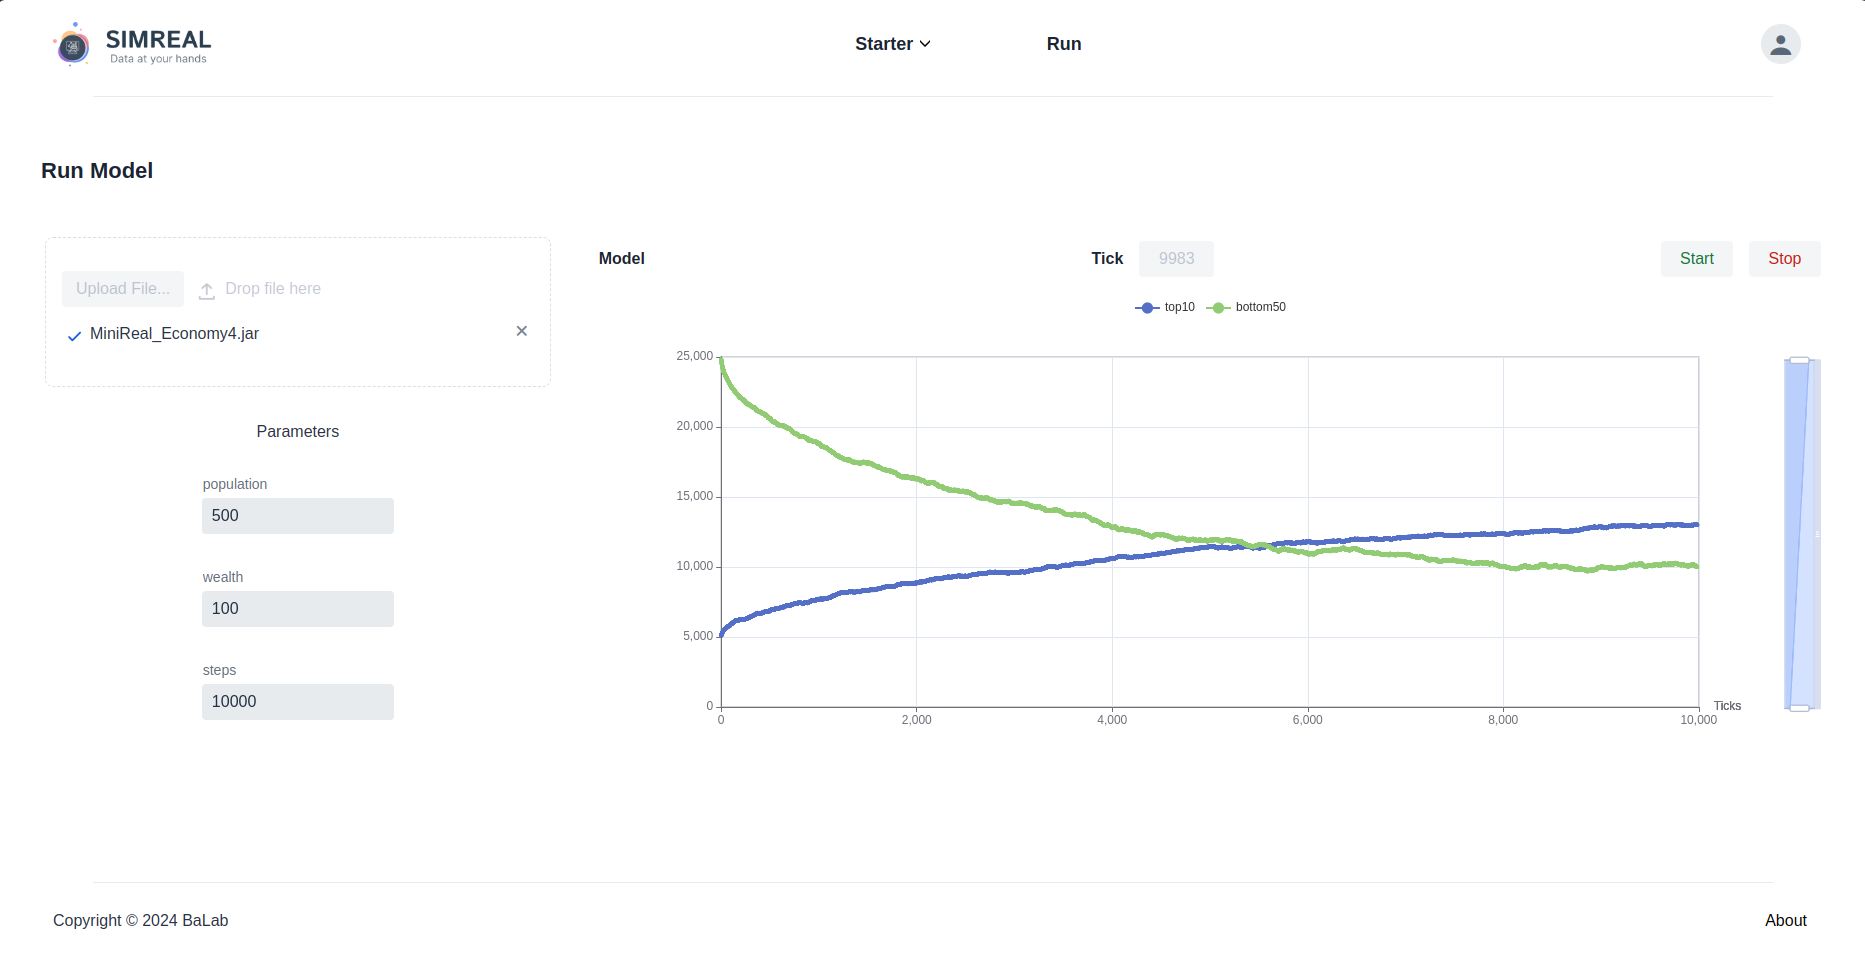 SIMREAL
Data at your hands
Starter
Run
Run Model
Upload File...
Drop file here
MiniReal_Economy4.jar
Parameters
population
500
wealth
100
steps
10000
Model
Tick
9983
Start
Stop
top10
bottom50
25,000
20,000
15,000
10,000
5,000
0
0
2,000
4,000
6,000
8,000
10,000
Ticks
Copyright © 2024 BaLab
About